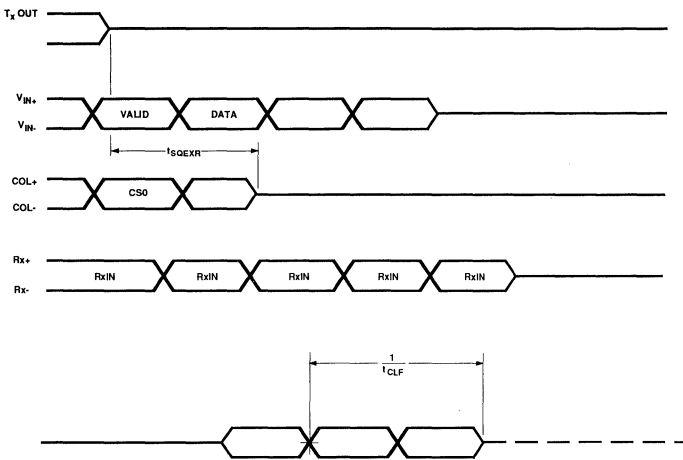 Tx OUT
VIN+
VIN-
VALID DATA
tSQEXR
COL+
COL-
CS0
Rx+
Rx-
RxIN RxIN RxIN RxIN RxIN
1
tCLF